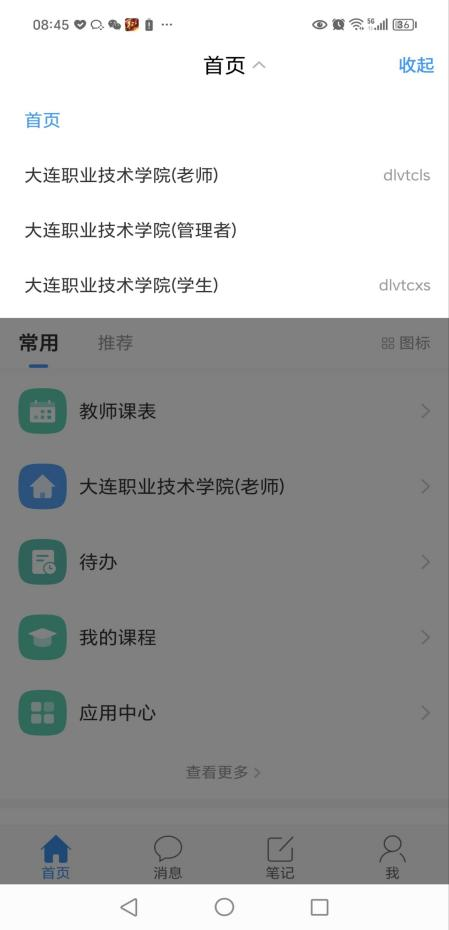 08:45 ··· 5G 36
首页 收起
首页
大连职业技术学院(老师) dlvtcls
大连职业技术学院(管理者)
大连职业技术学院(学生) dlvtcxs
常用 推荐 图标
教师课表
大连职业技术学院(老师)
待办
我的课程
应用中心
查看更多
首页 消息 笔记 我